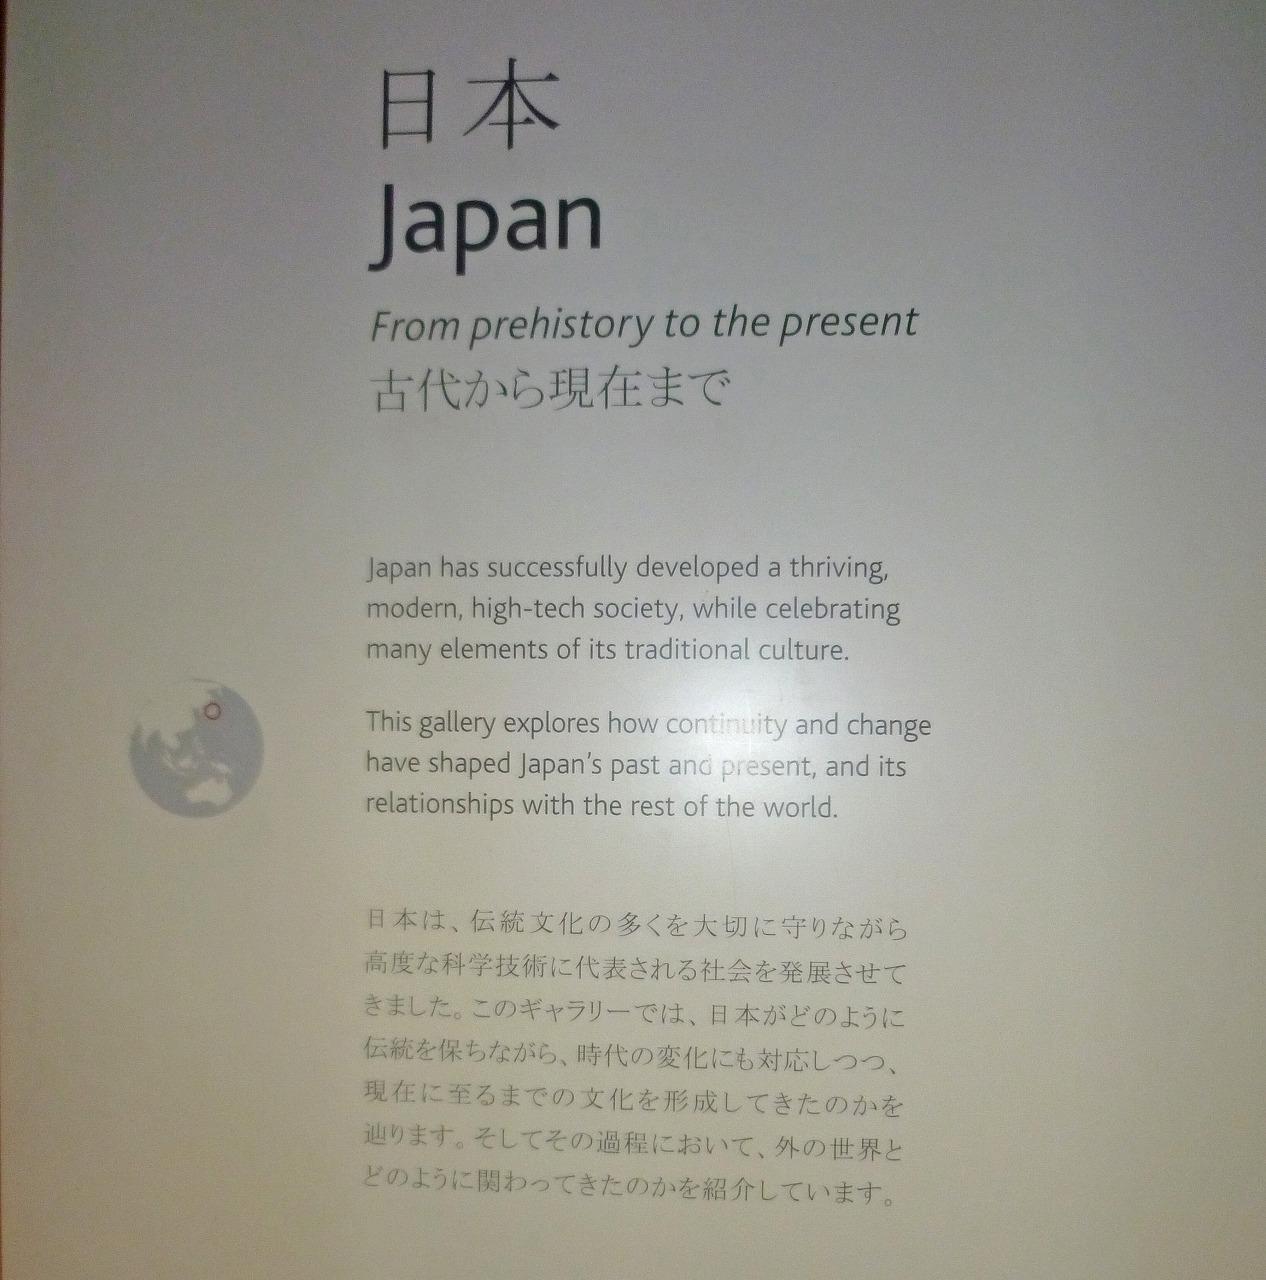 日本
Japan
From prehistory to the present
古代から現在まで
Japan has successfully developed a thriving,
modern, high-tech society, while celebrating
many elements of its traditional culture.
This gallery explores how continuity and change
have shaped Japan's past and present, and its
relationships with the rest of the world.
日本は、伝統文化の多くを大切に守りながら
高度な科学技術に代表される社会を発展させて
きました。このギャラリーでは、日本がどのように
伝統を保ちながら、時代の変化にも対応しつつ、
現在に至るまでの文化を形成してきたのかを
辿ります。そしてその過程において、外の世界と
どのように関わってきたのかを紹介しています。